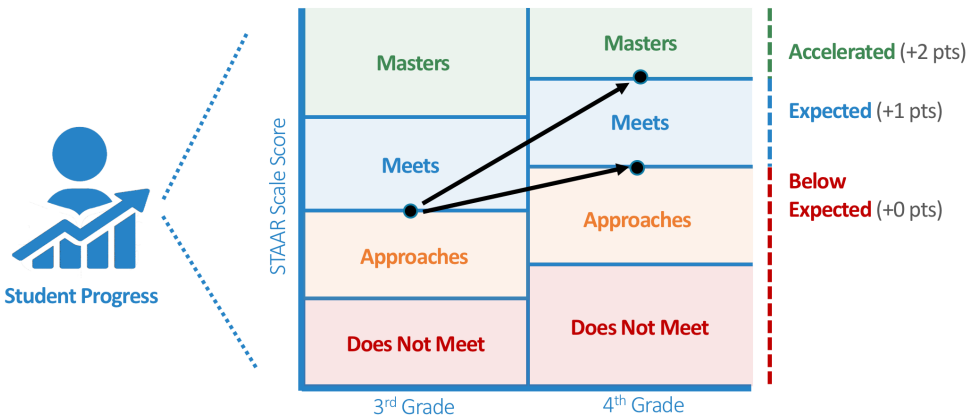 Student Progress
STAAR Scale Score
Masters
Meets
Approaches
Does Not Meet
3rd Grade
Masters
Meets
Approaches
Does Not Meet
4th Grade
Accelerated (+2 pts)
Expected (+1 pts)
Below
Expected (+0 pts)